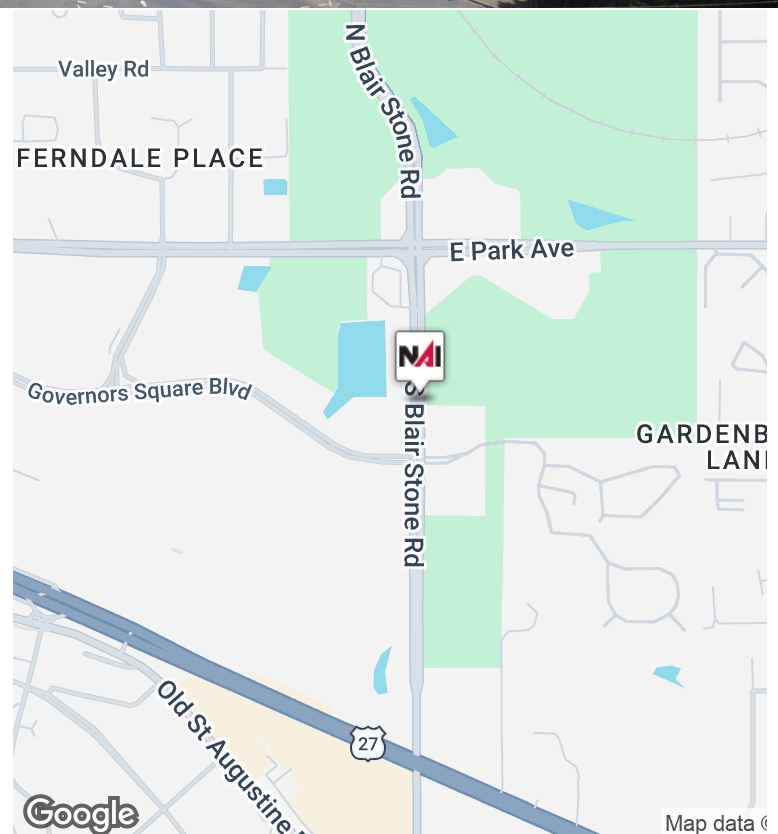 N Blair Stone Rd
Valley Rd
FERNDALE PLACE
E Park Ave
NAI
Governors Square Blvd
S Blair Stone Rd
GARDENB
LAN
Old St Augustine
27
Google
Map data ©